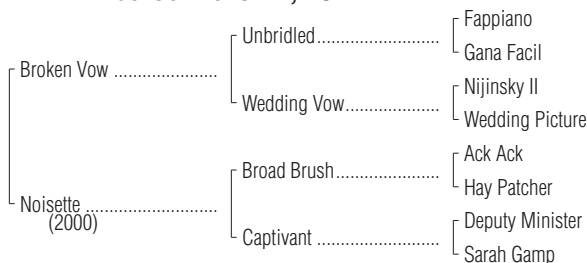 Fappiano
Unbridled
Gana Facil
Broken Vow
Nijinsky II
Wedding Vow
Wedding Picture
Ack Ack
Broad Brush
Hay Patcher
Noisette
(2000)
Deputy Minister
Captivant
Sarah Gamp